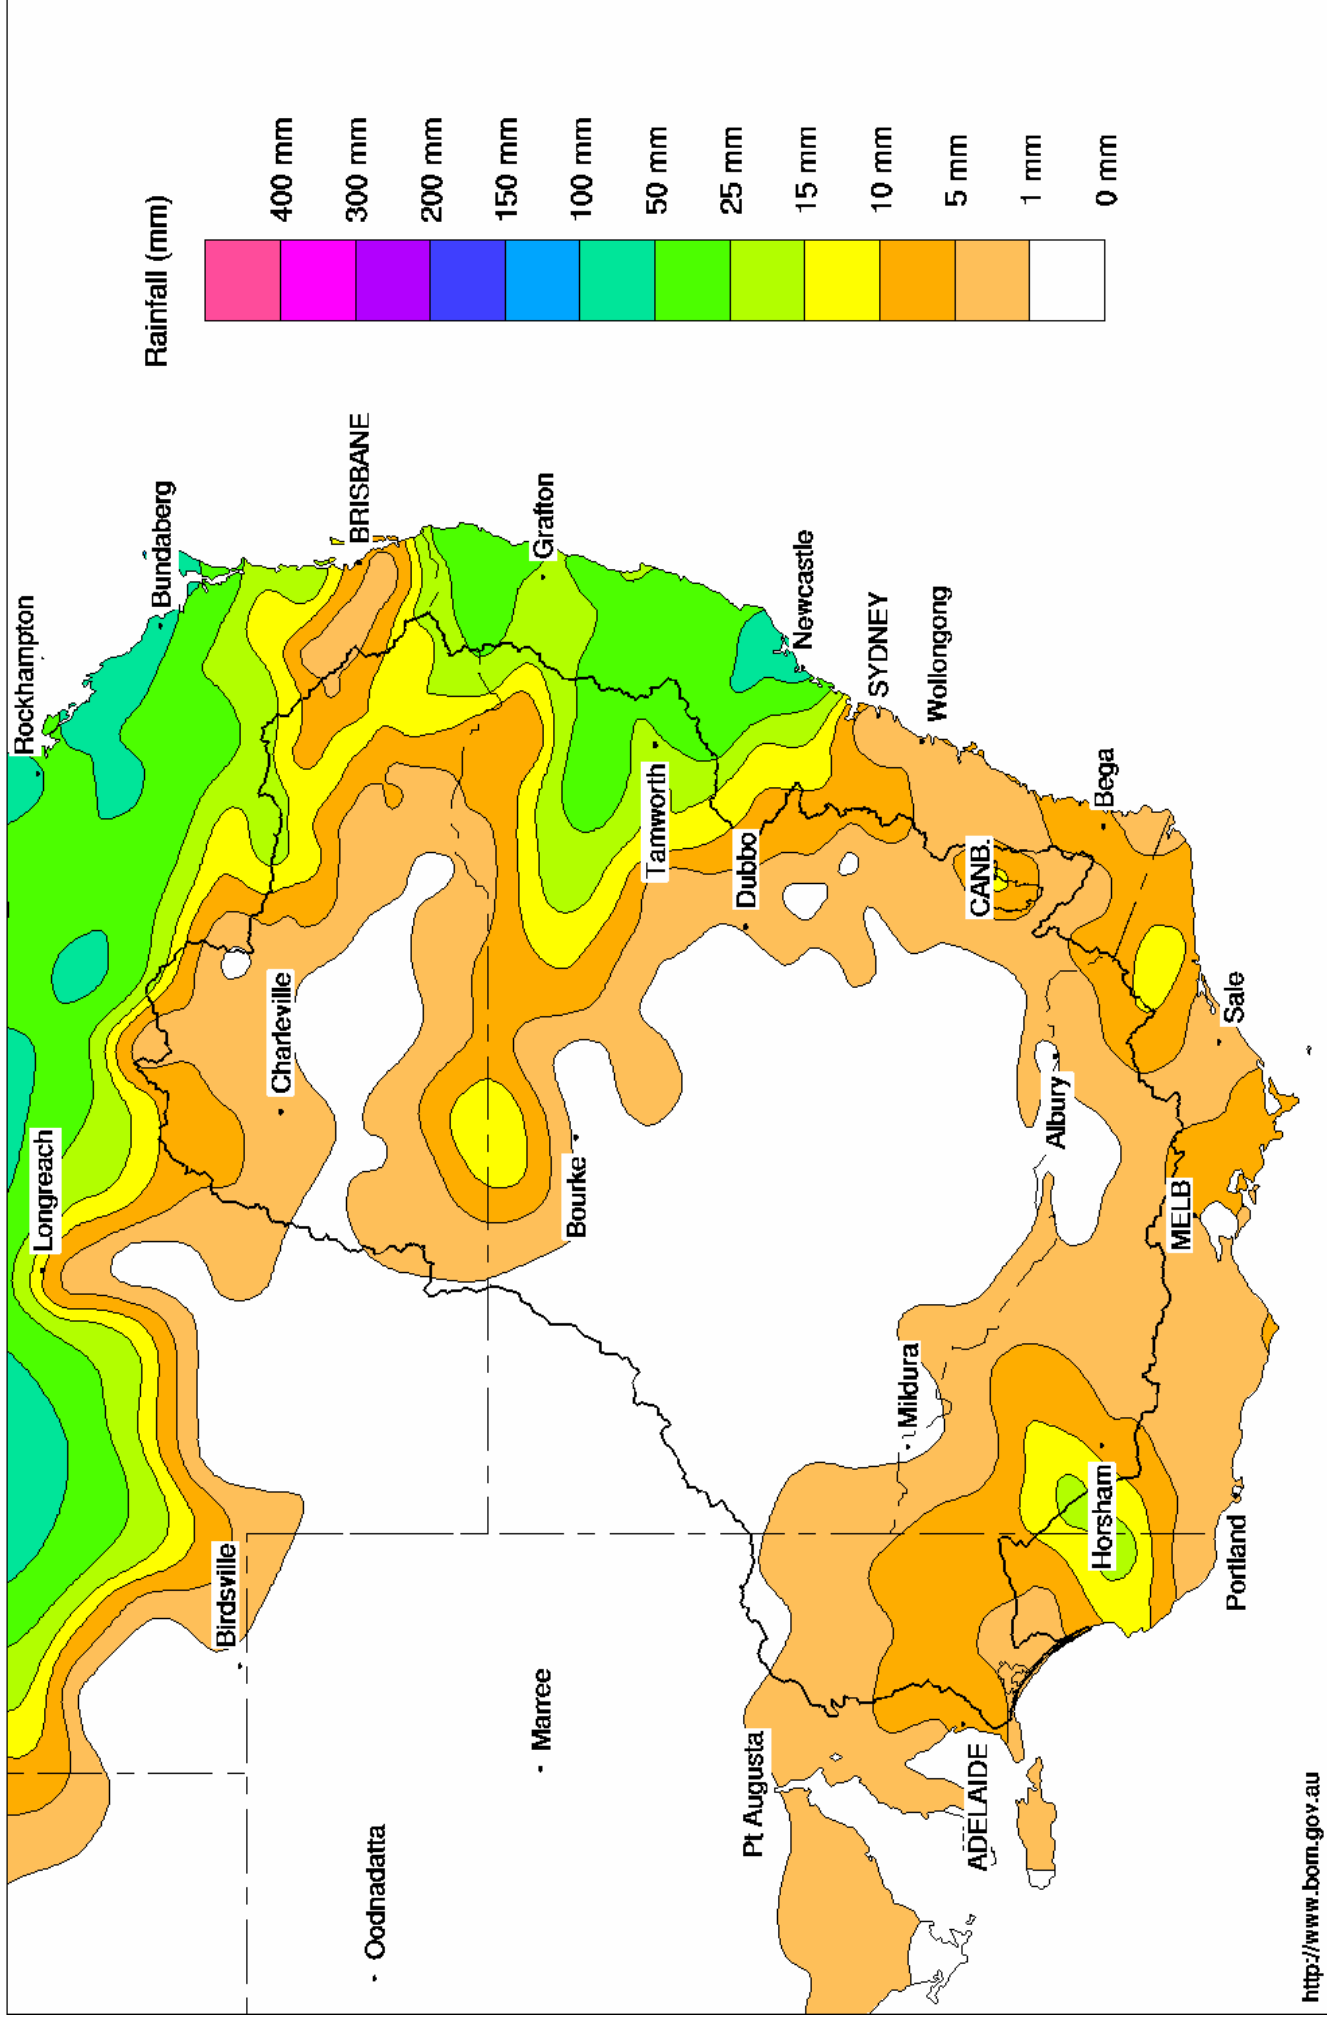 Rainfall (mm)
400 mm
300 mm
200 mm
150 mm
100 mm
50 mm
25 mm
15 mm
10 mm
5 mm
1 mm
0 mm
Rockhampton
Longreach
Bundaberg
Birdsville
Charleville
BRISBANE
Oodnadatta
Marree
Bourke
Grafton
Tamworth
Dubbo
Newcastle
Pt Augusta
Mildura
SYDNEY
Wollongong
ADELAIDE
CANB.
Albury
Horsham
Bega
MELB
Portland
Sale
http://www.bom.gov.au